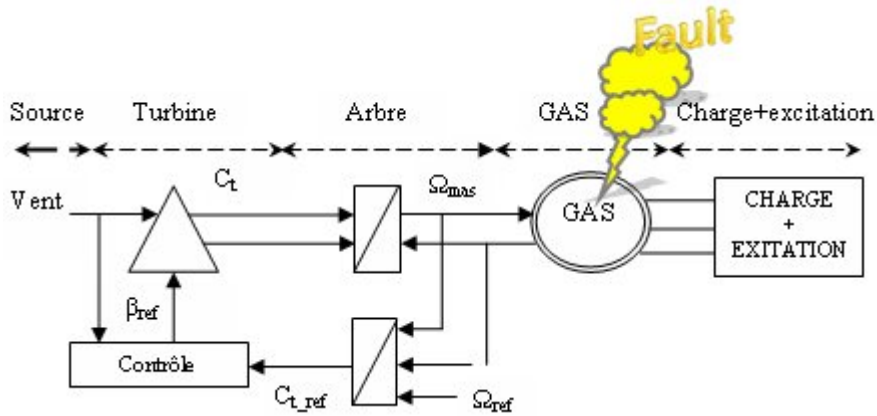 Fault
Source Turbine Arbre GAS Charge+excitation
Vent
Ct
Ωmas
GAS
CHARGE
+
EXITATION
βref
Contrôle
Ct_ref
Ωref